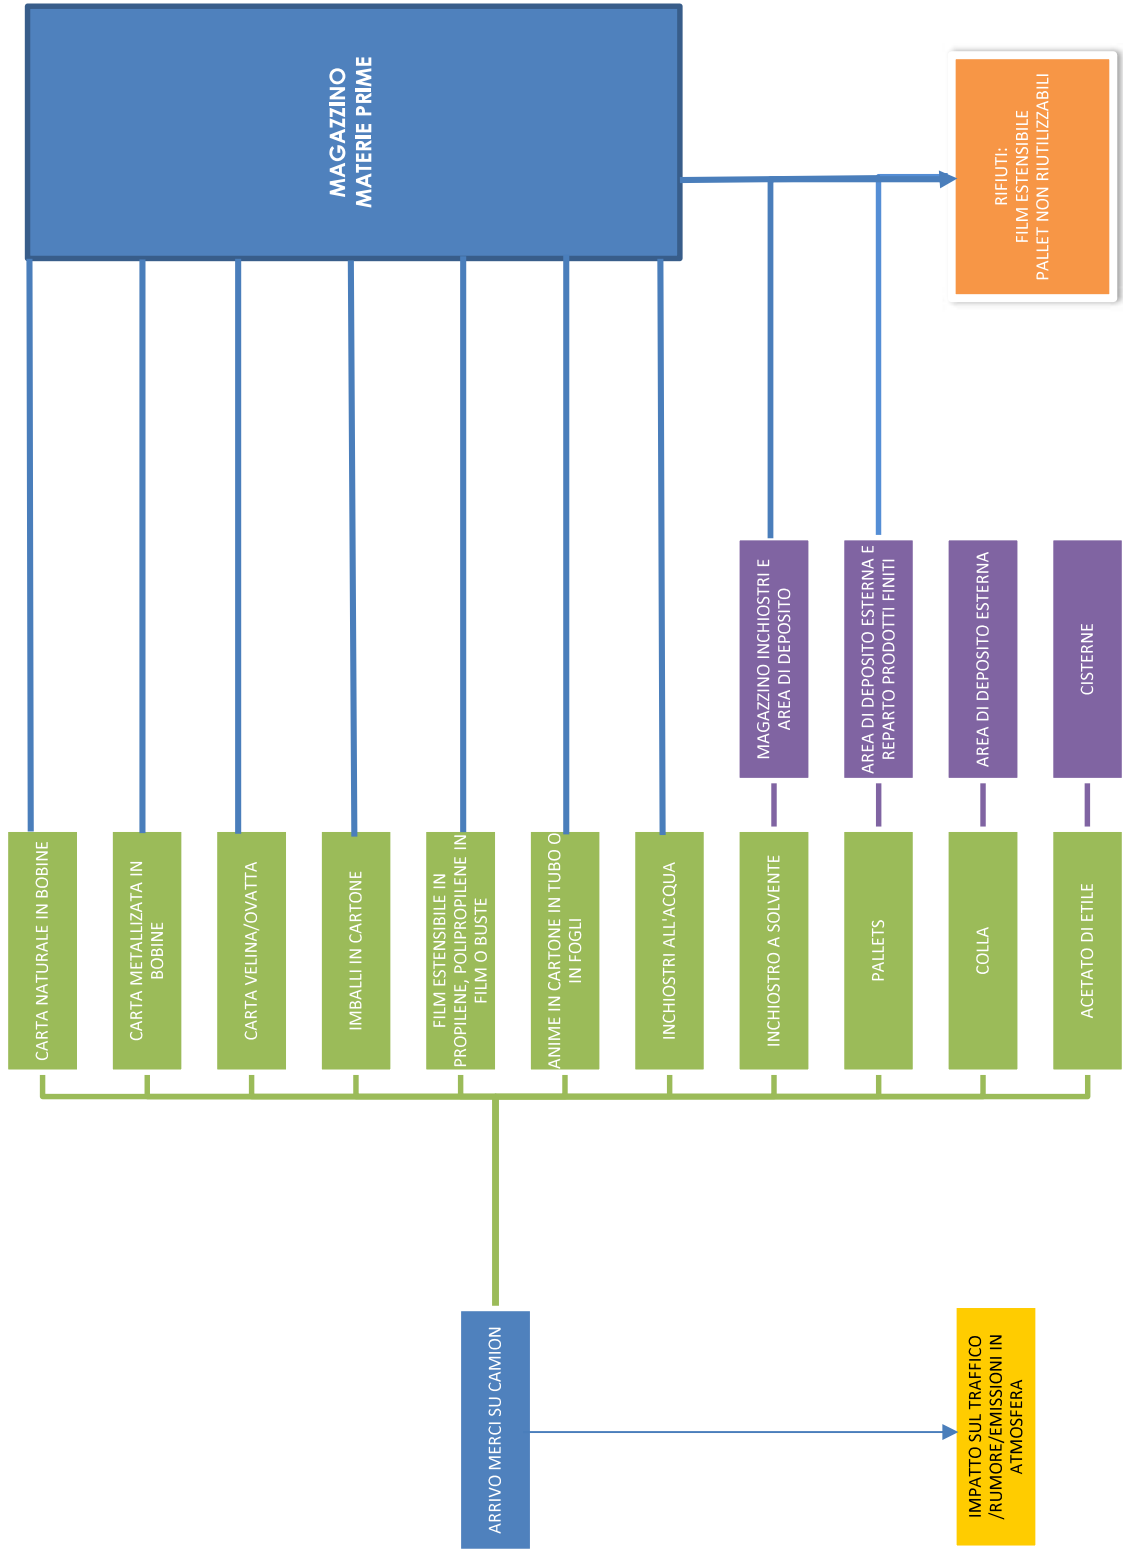 ARRIVO MERCI SU CAMION
IMPATTO SUL TRAFFICO
/RUMORE/EMISSIONI IN
ATMOSFERA
CARTA NATURALE IN BOBINE
CARTA METALLIZATA IN
BOBINE
CARTA VELINA/OVATTA
IMBALLI IN CARTONE
FILM ESTENSIBILE IN
PROPILENE, POLIPROPILENE IN
FILM O BUSTE
ANIME IN CARTONE IN TUBO O
IN FOGLI
INCHIOSTRI ALL'ACQUA
INCHIOSTRO A SOLVENTE
PALLETS
COLLA
ACETATO DI ETILE
MAGAZZINO INCHIOSTRI E
AREA DI DEPOSITO
AREA DI DEPOSITO ESTERNA E
REPARTO PRODOTTI FINITI
AREA DI DEPOSITO ESTERNA
CISTERNE
MAGAZZINO
MATERIE PRIME
RIFIUTI:
FILM ESTENSIBILE
PALLET NON RIUTILIZZABILI